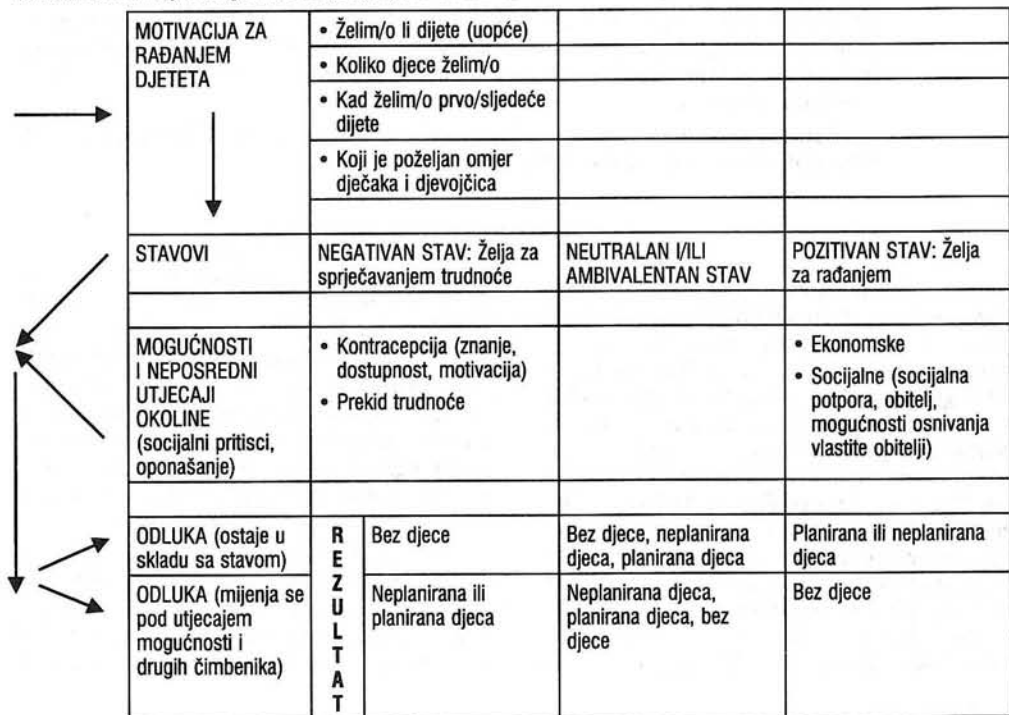 MOTIVACIJA ZA
RAĐANJEM
DJETETA
• Želim/o li dijete (uopće)
• Koliko djece želim/o
• Kad želim/o prvo/sljedeće
dijete
• Koji je poželjan omjer
dječaka i djevojčica
STAVOVI
NEGATIVAN STAV: Želja za
sprječavanjem trudnoće
NEUTRALAN I/ILI
AMBIVALENTAN STAV
POZITIVAN STAV: Želja
za rađanjem
MOGUĆNOSTI
I NEPOSREDNI
UTJECAJI
OKOLINE
(socijalni pritisci,
oponašanje)
• Kontracepcija (znanje,
dostupnost, motivacija)
• Prekid trudnoće
• Ekonomske
• Socijalne (socijalna
potpora, obitelj,
mogućnosti osnivanja
vlastite obitelji)
ODLUKA (ostaje u
skladu sa stavom)
REZULTAT
Bez djece
Bez djece, neplanirana
djeca, planirana djeca
Planirana ili neplanirana
djeca
ODLUKA (mijenja se
pod utjecajem
mogućnosti i
drugih čimbenika)
Neplanirana ili
planirana djeca
Neplanirana djeca,
planirana djeca, bez
djece
Bez djece